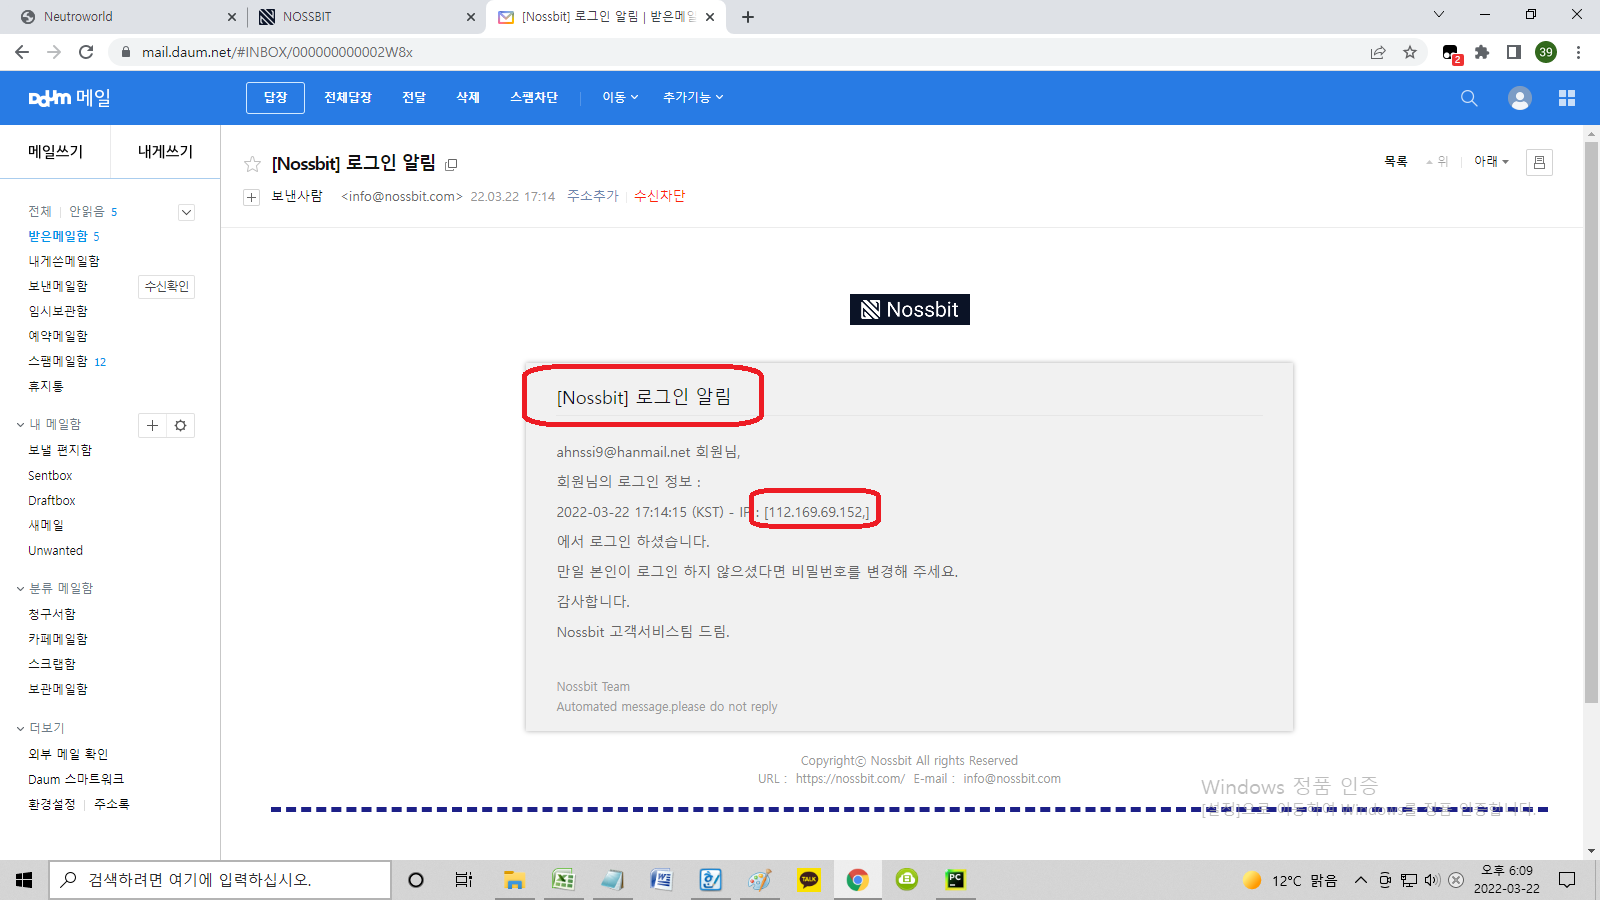 Neutroworld
NOSSBIT
[Nossbit] 로그인 알림 | 받은메일
mail.daum.net/#INBOX/000000000002W8x
2
39
Daum 메일
답장
전체답장
전달
삭제
스팸차단
이동
추가기능
메일쓰기
내게쓰기
전체 | 안읽음 5
받은메일함 5
내게쓴메일함
보낸메일함
수신확인
임시보관함
예약메일함
스팸메일함 12
휴지통
내 메일함
보낼 편지함
Sentbox
Draftbox
새메일
Unwanted
분류 메일함
청구서함
카페메일함
스크랩함
보관메일함
더보기
외부 메일 확인
Daum 스마트워크
환경설정 | 주소록
[Nossbit] 로그인 알림
목록
위
아래
보낸사람 <info@nossbit.com> 22.03.22 17:14 주소추가 | 수신차단
Nossbit
[Nossbit] 로그인 알림
ahnssi9@hanmail.net 회원님,
회원님의 로그인 정보 :
2022-03-22 17:14:15 (KST) - IP : [112.169.69.152,]
에서 로그인 하셨습니다.
만일 본인이 로그인 하지 않으셨다면 비밀번호를 변경해 주세요.
감사합니다.
Nossbit 고객서비스팀 드림.
Nossbit Team
Automated message.please do not reply
Copyrightⓒ Nossbit All rights Reserved
URL : https://nossbit.com/ E-mail : info@nossbit.com
Windows 정품 인증
[설정]으로 이동하여 Windows를 정품 인증합니다.
검색하려면 여기에 입력하십시오.
TALK
PC
12°C 맑음
오후 6:09
2022-03-22